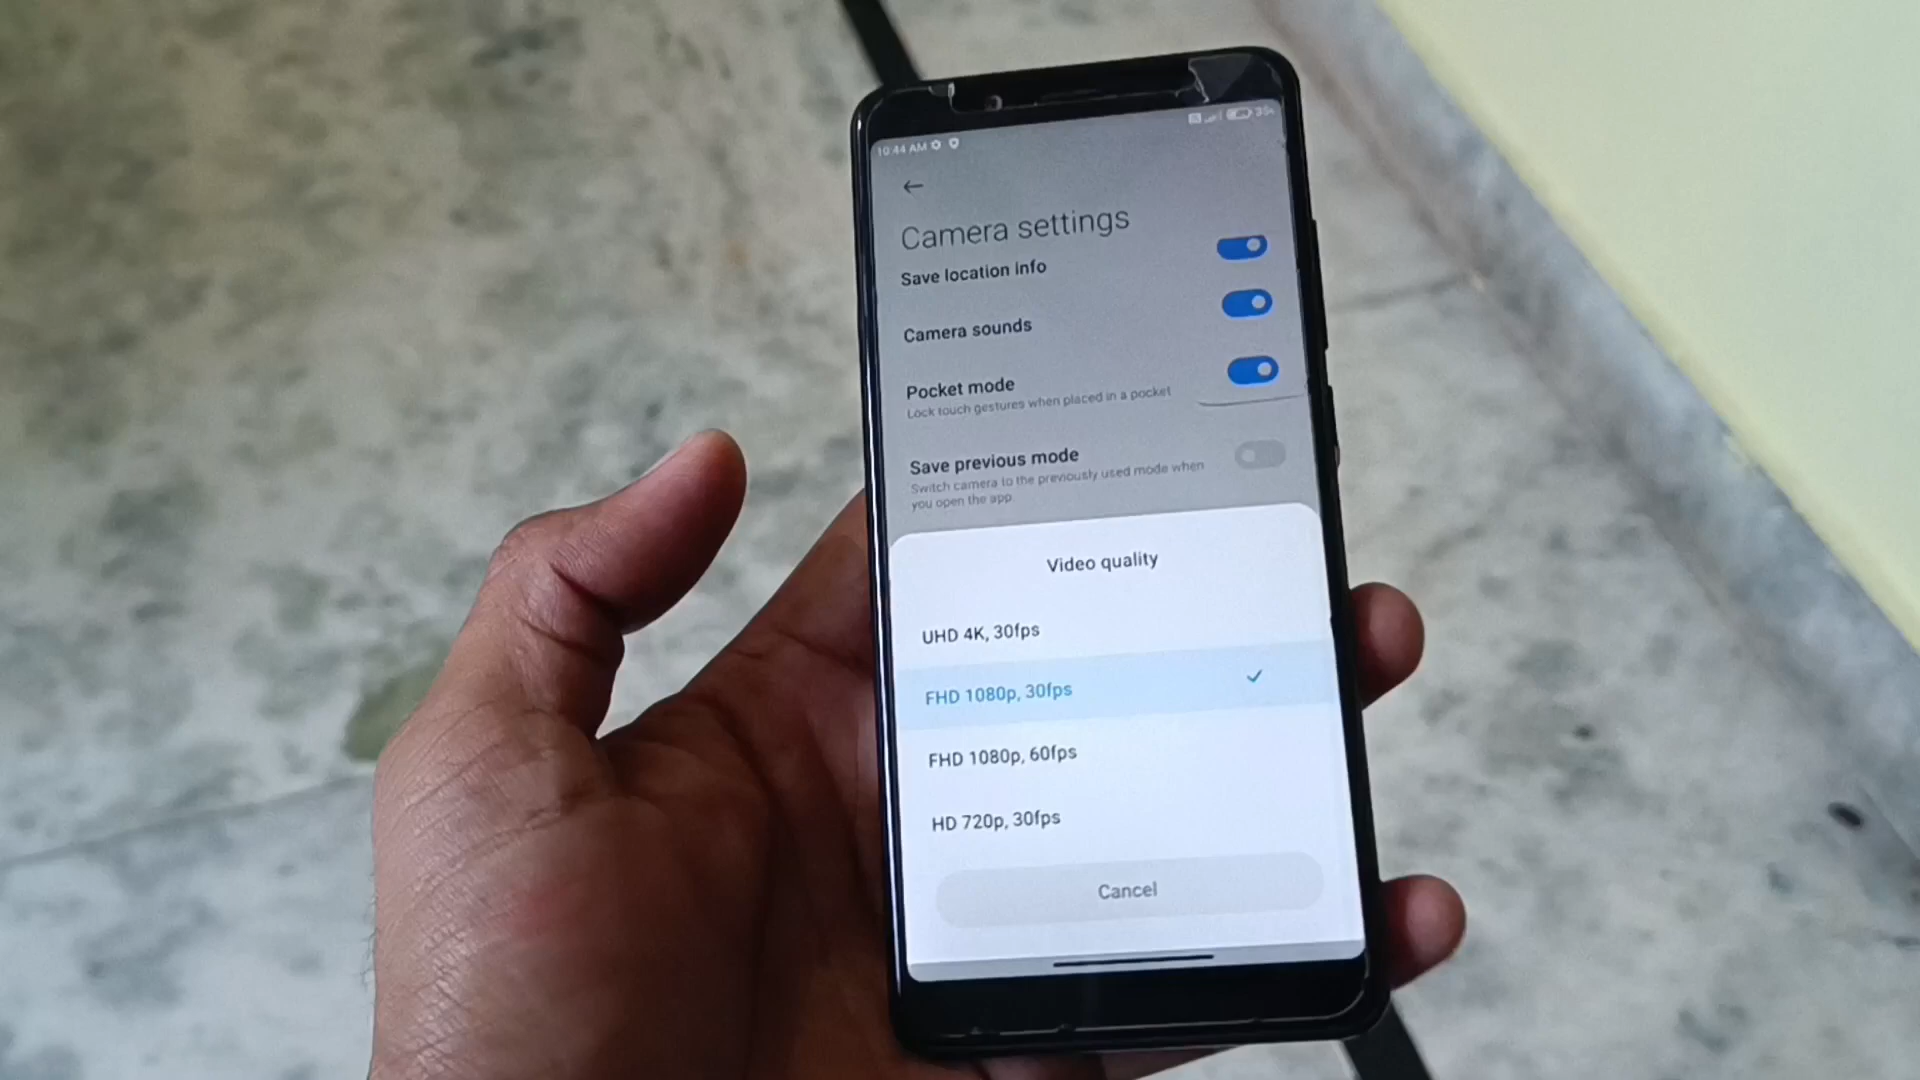 10:44 AM
35
Camera settings
Save location info
Camera sounds
Pocket mode
Lock touch gestures when placed in a pocket
Save previous mode
Switch camera to the previously used mode when
you open the app
Video quality
UHD 4K, 30fps
FHD 1080p, 30fps
FHD 1080p, 60fps
HD 720p, 30fps
Cancel